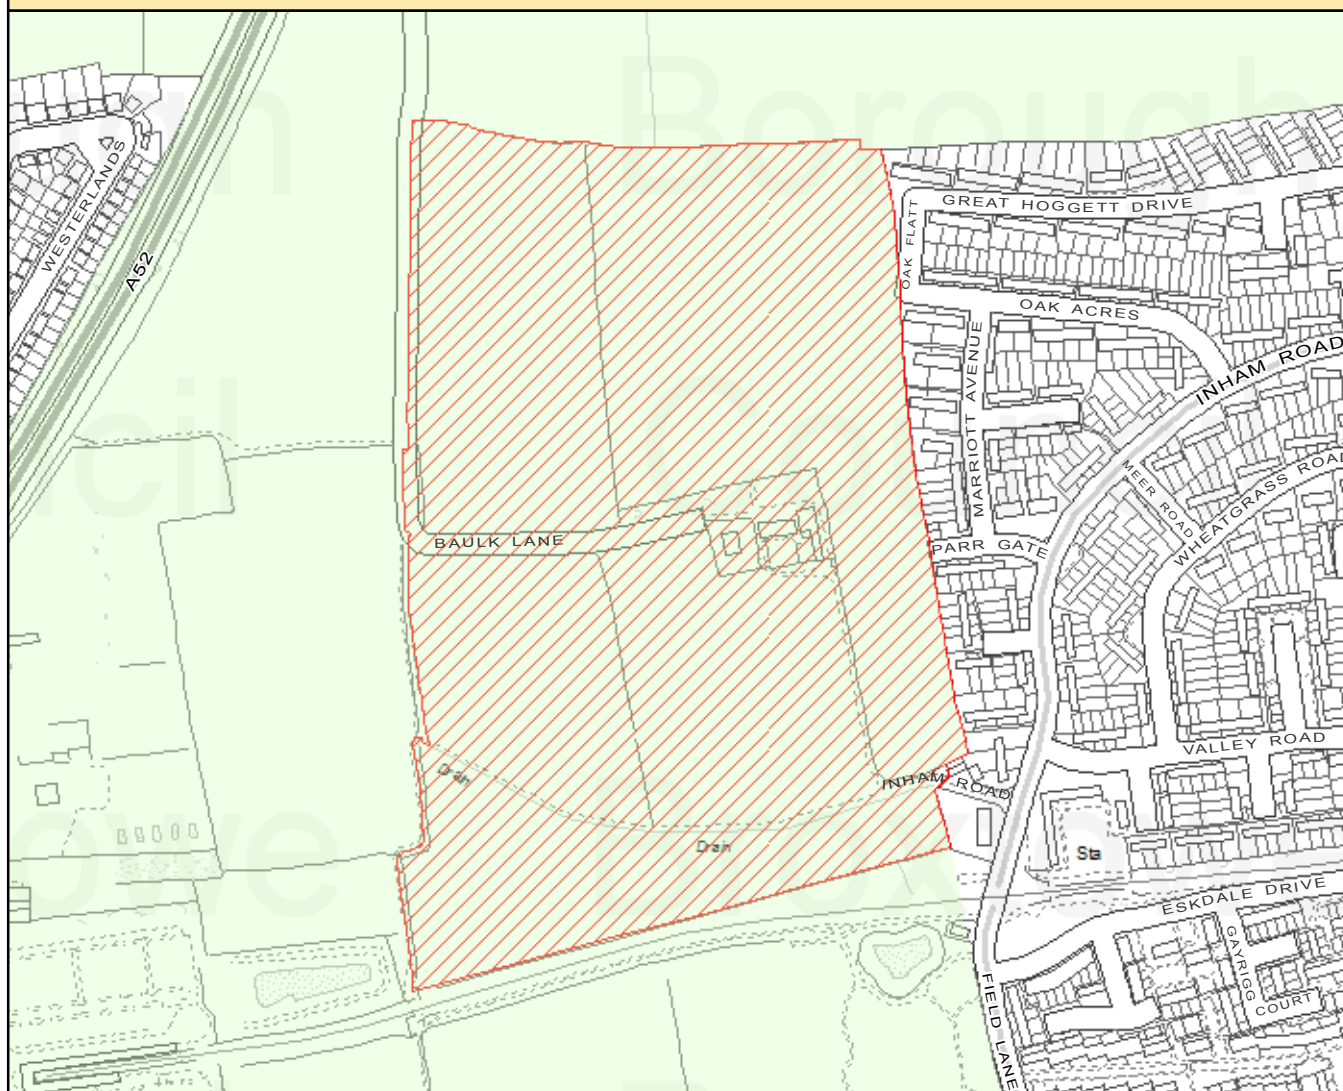 Borough
WESTERLANDS
A52
GREAT HOGGETT DRIVE
OAK FLATT
OAK ACRES
MARRIOTT AVENUE
INHAM ROAD
MEER ROAD
WHEATGRASS ROAD
BAULK LANE
PARR GATE
VALLEY ROAD
Drain
INHAM ROAD
Drain
Sta
ESKDALE DRIVE
GAYRIGG
COURT
FIELD LANE